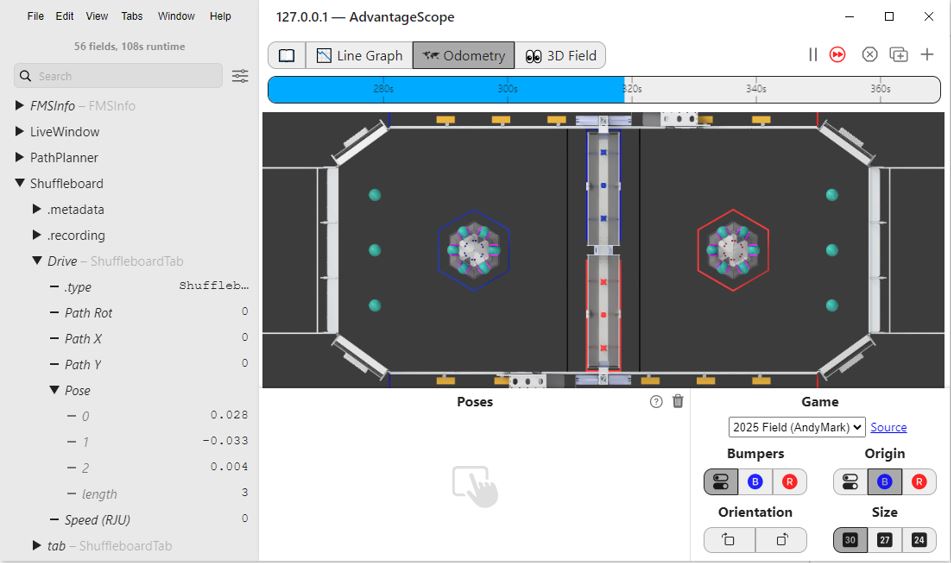 File Edit View Tabs Window Help
127.0.0.1 — AdvantageScope
56 fields, 108s runtime
Search
Line Graph
Odometry
3D Field
280s 300s 320s 340s 360s
FMSInfo – FMSInfo
LiveWindow
PathPlanner
Shuffleboard
.metadata
.recording
Drive – ShuffleboardTab
.type Shuffleb…
Path Rot 0
Path X 0
Path Y 0
Pose
0 0.028
1 -0.033
2 0.004
length 3
Speed (RJU) 0
tab – ShuffleboardTab
Poses
?
Game
2025 Field (AndyMark) Source
Bumpers
B R
Origin
B R
Orientation
Size
30 27 24